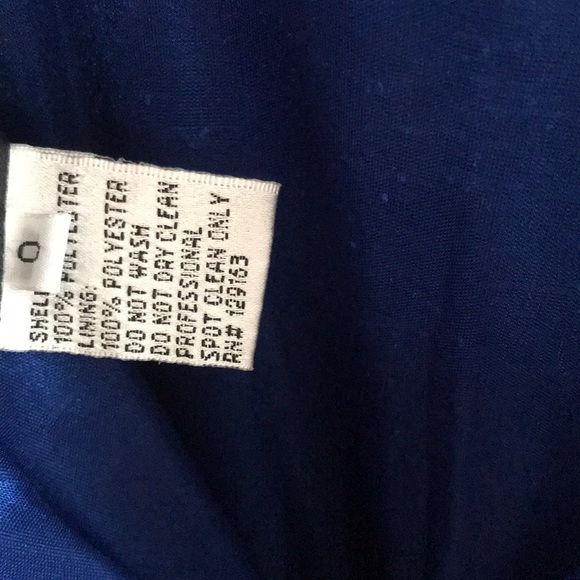 0
SHELL
100% POLYESTER
LINING:
100% POLYESTER
DO NOT WASH
DO NOT DRY CLEAN
PROFESSIONAL
SPOT CLEAN ONLY
RN# 129163